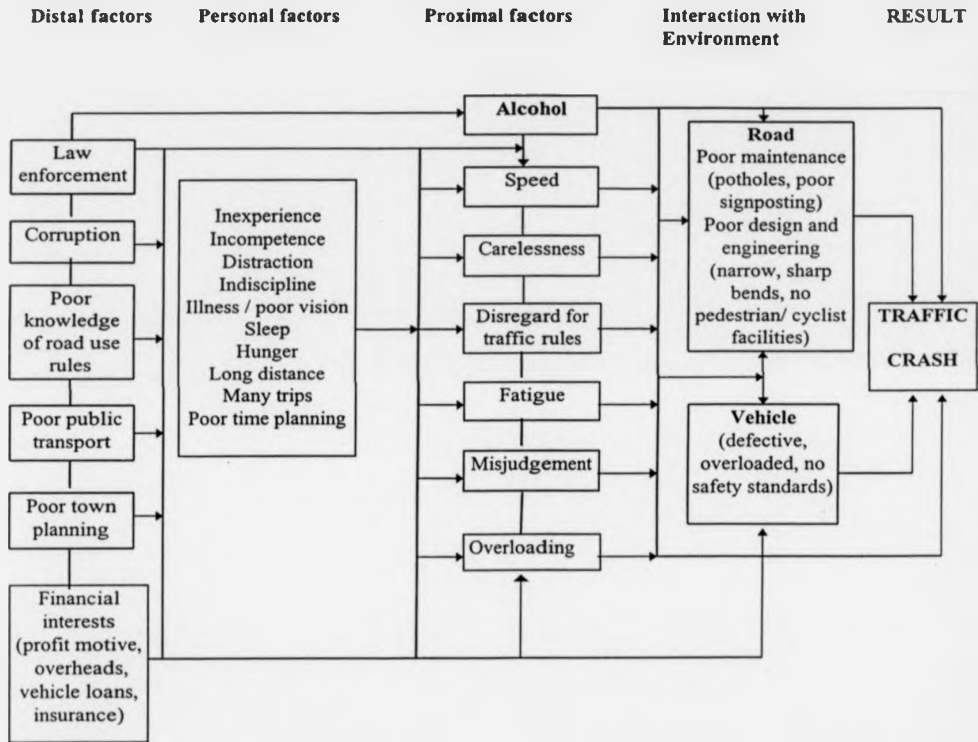 Distal factors
Personal factors
Proximal factors
Interaction with
Environment
RESULT
Law
enforcement
Corruption
Poor
knowledge
of road use
rules
Poor public
transport
Poor town
planning
Financial
interests
(profit motive,
overheads,
vehicle loans,
insurance)
Inexperience
Incompetence
Distraction
Indiscipline
Illness / poor vision
Sleep
Hunger
Long distance
Many trips
Poor time planning
Alcohol
Speed
Carelessness
Disregard for
traffic rules
Fatigue
Misjudgement
Overloading
Road
Poor maintenance
(potholes, poor
signposting)
Poor design and
engineering
(narrow, sharp
bends, no
pedestrian/ cyclist
facilities)
Vehicle
(defective,
overloaded, no
safety standards)
TRAFFIC
CRASH